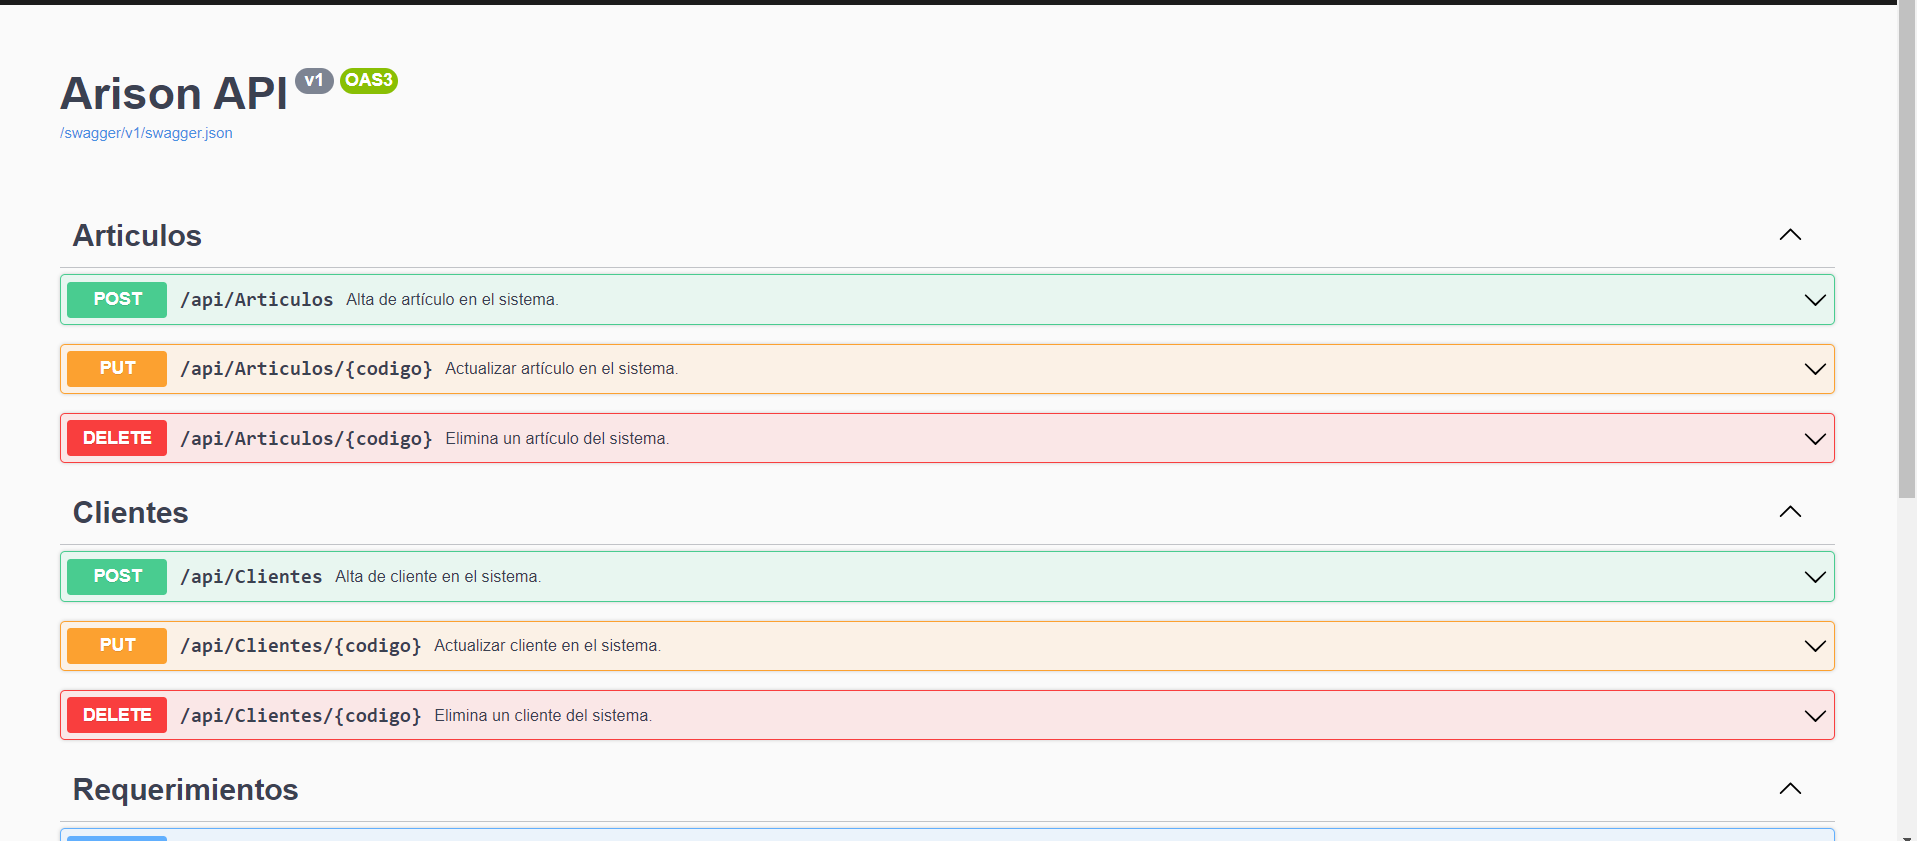 Arison API v1 OAS3
/swagger/v1/swagger.json
Articulos
POST /api/Articulos Alta de artículo en el sistema.
PUT /api/Articulos/{codigo} Actualizar artículo en el sistema.
DELETE /api/Articulos/{codigo} Elimina un artículo del sistema.
Clientes
POST /api/Clientes Alta de cliente en el sistema.
PUT /api/Clientes/{codigo} Actualizar cliente en el sistema.
DELETE /api/Clientes/{codigo} Elimina un cliente del sistema.
Requerimientos